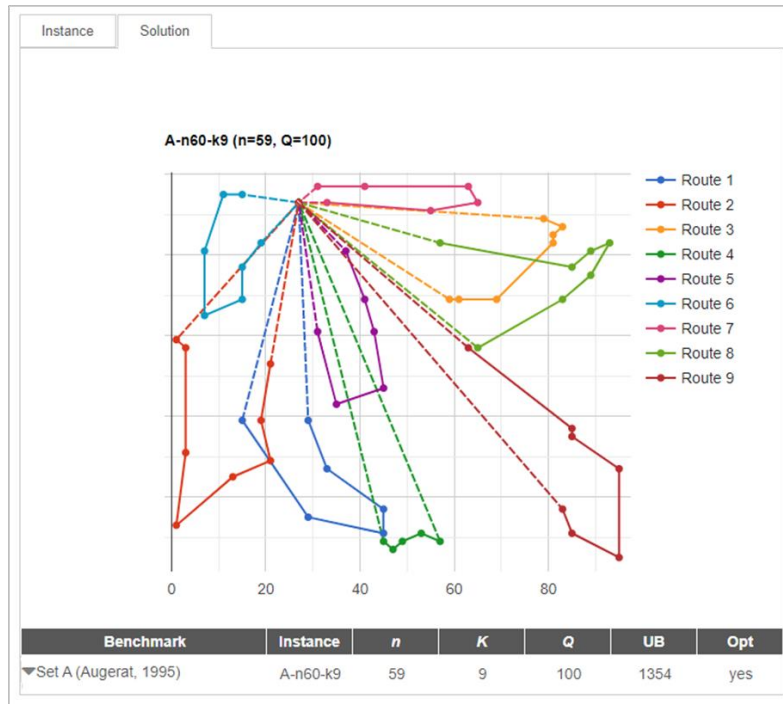 Instance Solution
A-n60-k9 (n=59, Q=100)
Route 1
Route 2
Route 3
Route 4
Route 5
Route 6
Route 7
Route 8
Route 9
0 20 40 60 80
Benchmark Instance n K Q UB Opt
Set A (Augerat, 1995) A-n60-k9 59 9 100 1354 yes